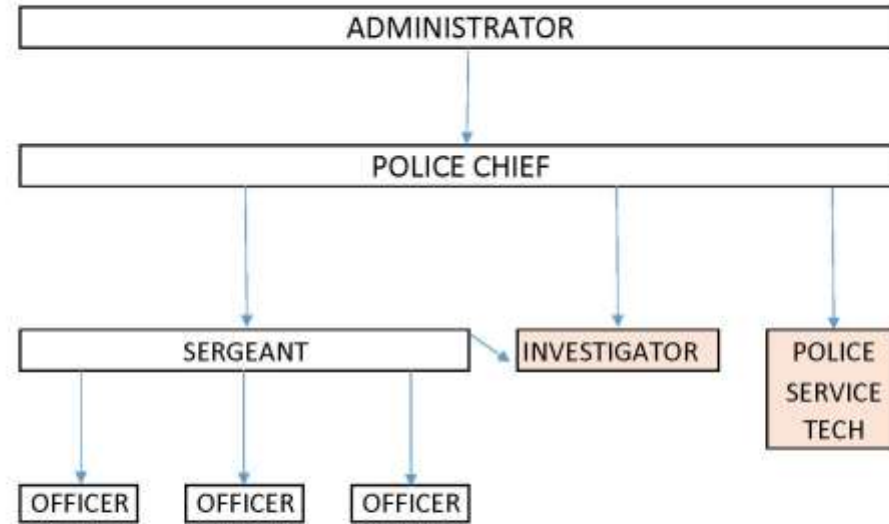 ADMINISTRATOR
POLICE CHIEF
SERGEANT
INVESTIGATOR
POLICE
SERVICE
TECH
OFFICER
OFFICER
OFFICER